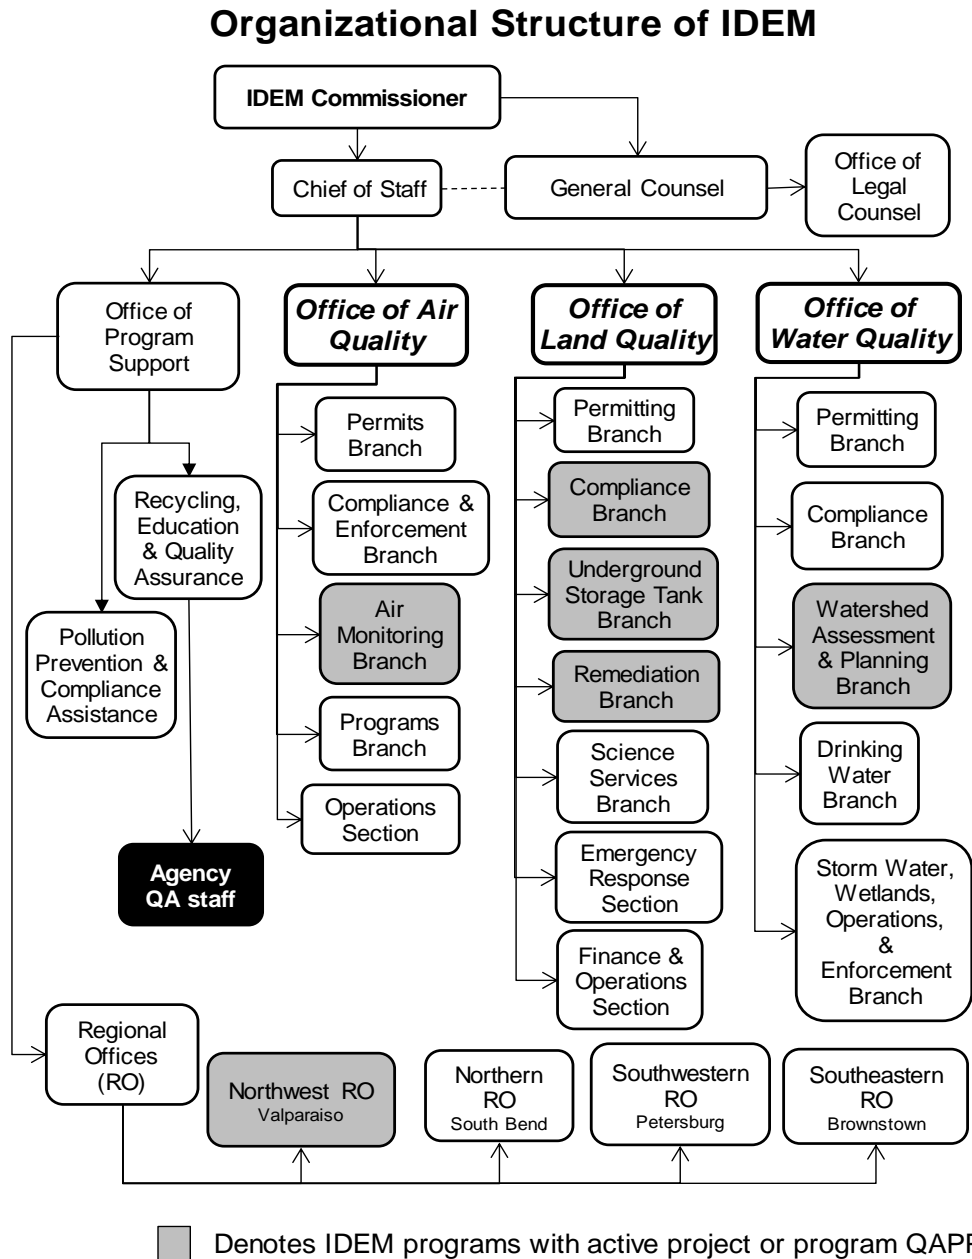 Organizational Structure of IDEM
IDEM Commissioner
Chief of Staff
General Counsel
Office of
Legal
Counsel
Office of
Program
Support
Office of Air
Quality
Office of
Land Quality
Office of
Water Quality
Recycling,
Education
& Quality
Assurance
Pollution
Prevention &
Compliance
Assistance
Agency
QA staff
Permits
Branch
Compliance &
Enforcement
Branch
Air
Monitoring
Branch
Programs
Branch
Operations
Section
Permitting
Branch
Compliance
Branch
Underground
Storage Tank
Branch
Remediation
Branch
Science
Services
Branch
Emergency
Response
Section
Finance &
Operations
Section
Permitting
Branch
Compliance
Branch
Watershed
Assessment
& Planning
Branch
Drinking
Water
Branch
Storm Water,
Wetlands,
Operations,
&
Enforcement
Branch
Regional
Offices
(RO)
Northwest RO
Valparaiso
Northern
RO
South Bend
Southwestern
RO
Petersburg
Southeastern
RO
Brownstown
Denotes IDEM programs with active project or program